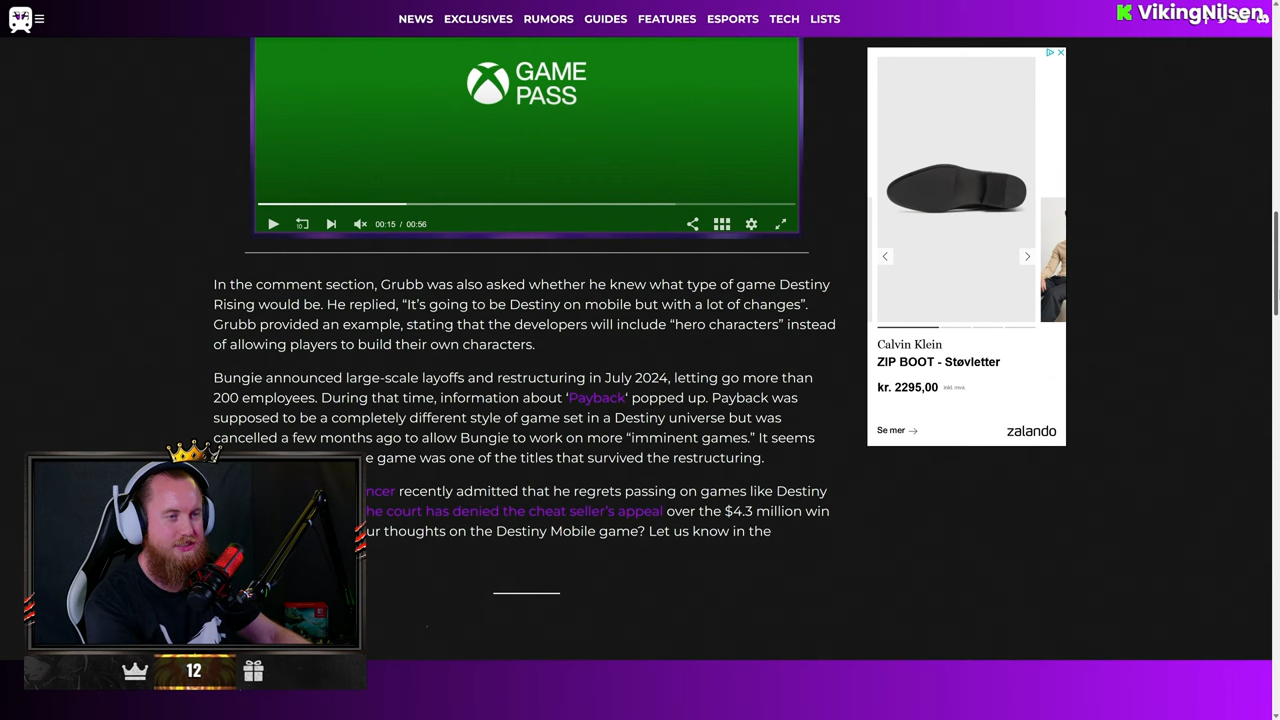 NEWS EXCLUSIVES RUMORS GUIDES FEATURES ESPORTS TECH LISTS
VikingNilsen
GAME
PASS
10
00:15 / 00:56
In the comment section, Grubb was also asked whether he knew what type of game Destiny
Rising would be. He replied, “It’s going to be Destiny on mobile but with a lot of changes”.
Grubb provided an example, stating that the developers will include “hero characters” instead
of allowing players to build their own characters.
Bungie announced large-scale layoffs and restructuring in July 2024, letting go more than
200 employees. During that time, information about ‘Payback‘ popped up. Payback was
supposed to be a completely different style of game set in a Destiny universe but was
cancelled a few months ago to allow Bungie to work on more “imminent games.” It seems
e game was one of the titles that survived the restructuring.
ncer recently admitted that he regrets passing on games like Destiny
he court has denied the cheat seller’s appeal over the $4.3 million win
ur thoughts on the Destiny Mobile game? Let us know in the
Calvin Klein
ZIP BOOT - Støvletter
kr. 2295,00 inkl. mva
Se mer →
zalando
12